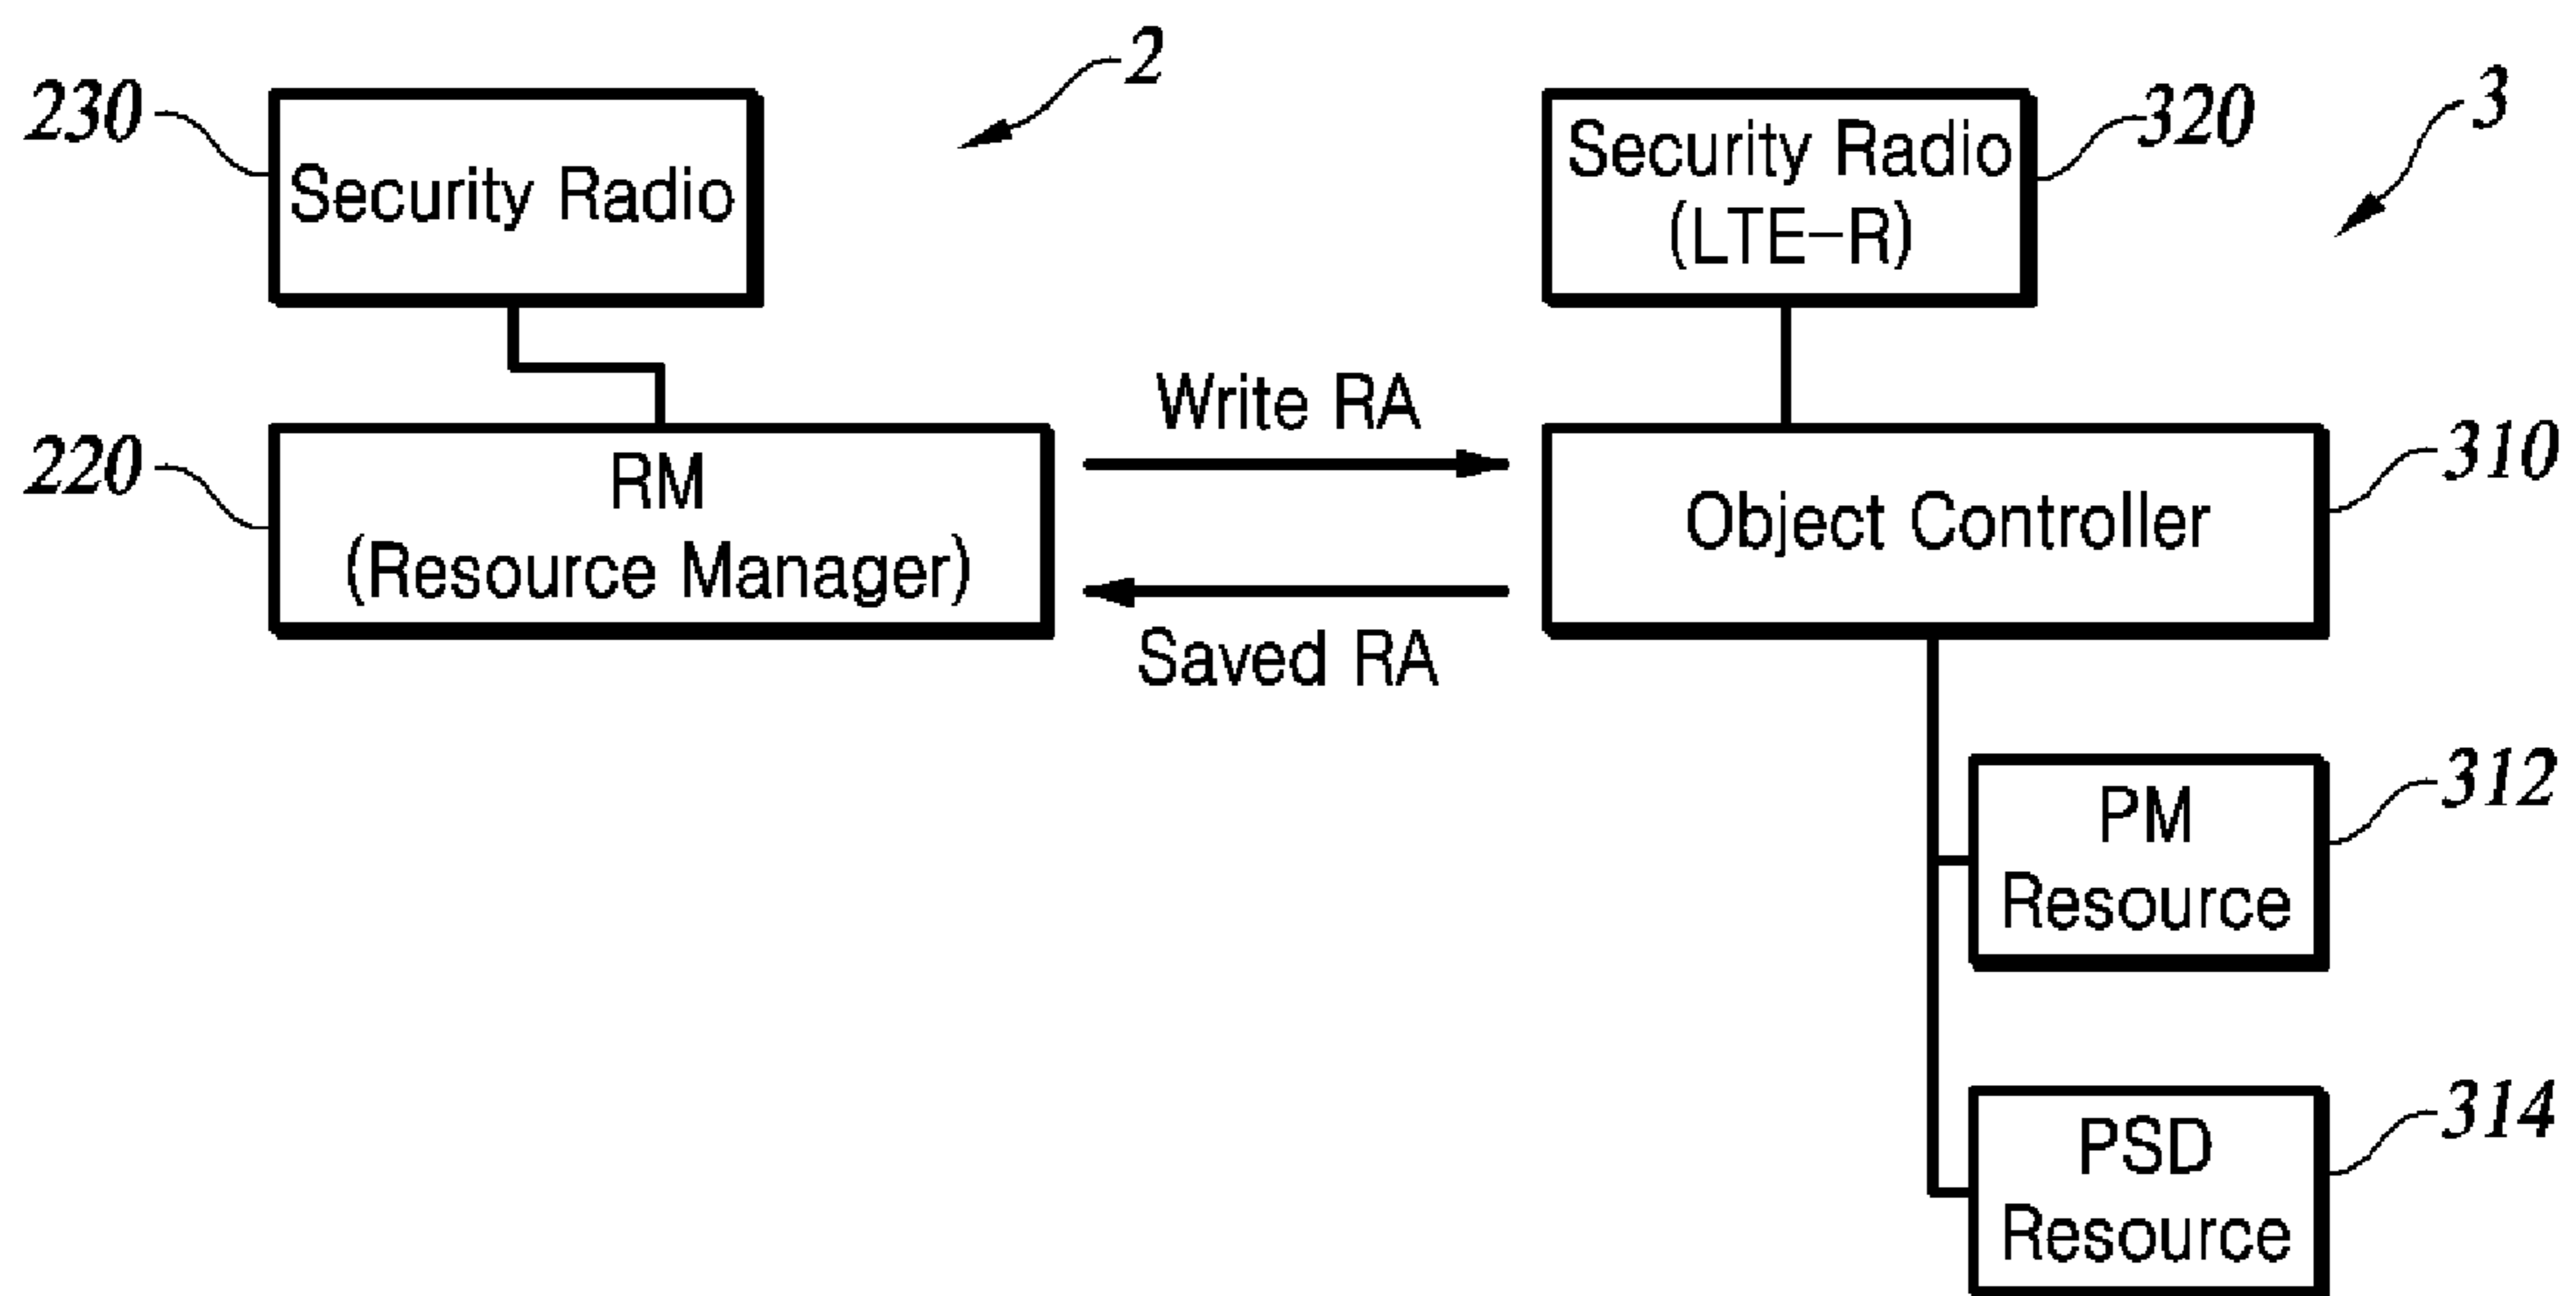 2
3
230
Security Radio
Security Radio
(LTE-R)
320
220
RM
(Resource Manager)
Write RA
Saved RA
Object Controller
310
PM
Resource
312
PSD
Resource
314